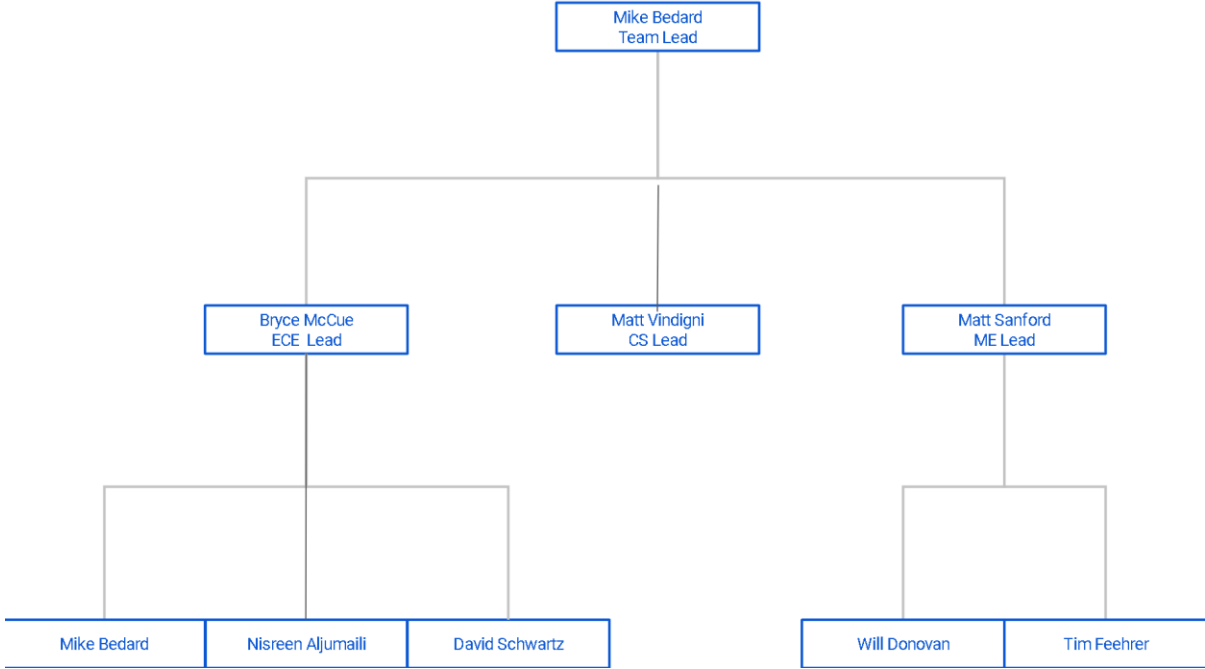 Mike Bedard
Team Lead
Bryce McCue
ECE Lead
Matt Vindigni
CS Lead
Matt Sanford
ME Lead
Mike Bedard
Nisreen Aljumaili
David Schwartz
Will Donovan
Tim Feehrer